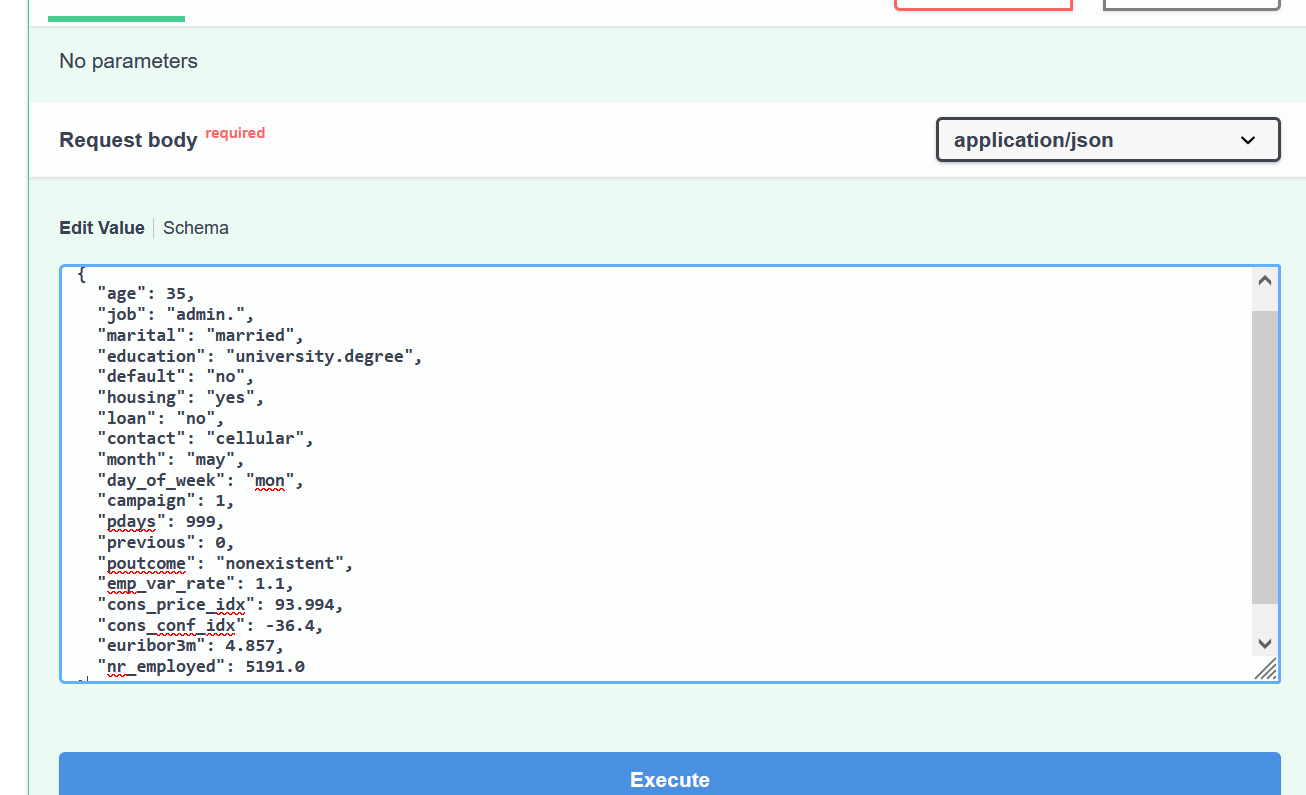 No parameters
Request body required
application/json
Edit Value
Schema
{
"age": 35,
"job": "admin.",
"marital": "married",
"education": "university.degree",
"default": "no",
"housing": "yes",
"loan": "no",
"contact": "cellular",
"month": "may",
"day_of_week": "mon",
"campaign": 1,
"pdays": 999,
"previous": 0,
"poutcome": "nonexistent",
"emp_var_rate": 1.1,
"cons_price_idx": 93.994,
"cons_conf_idx": -36.4,
"euribor3m": 4.857,
"nr_employed": 5191.0
Execute